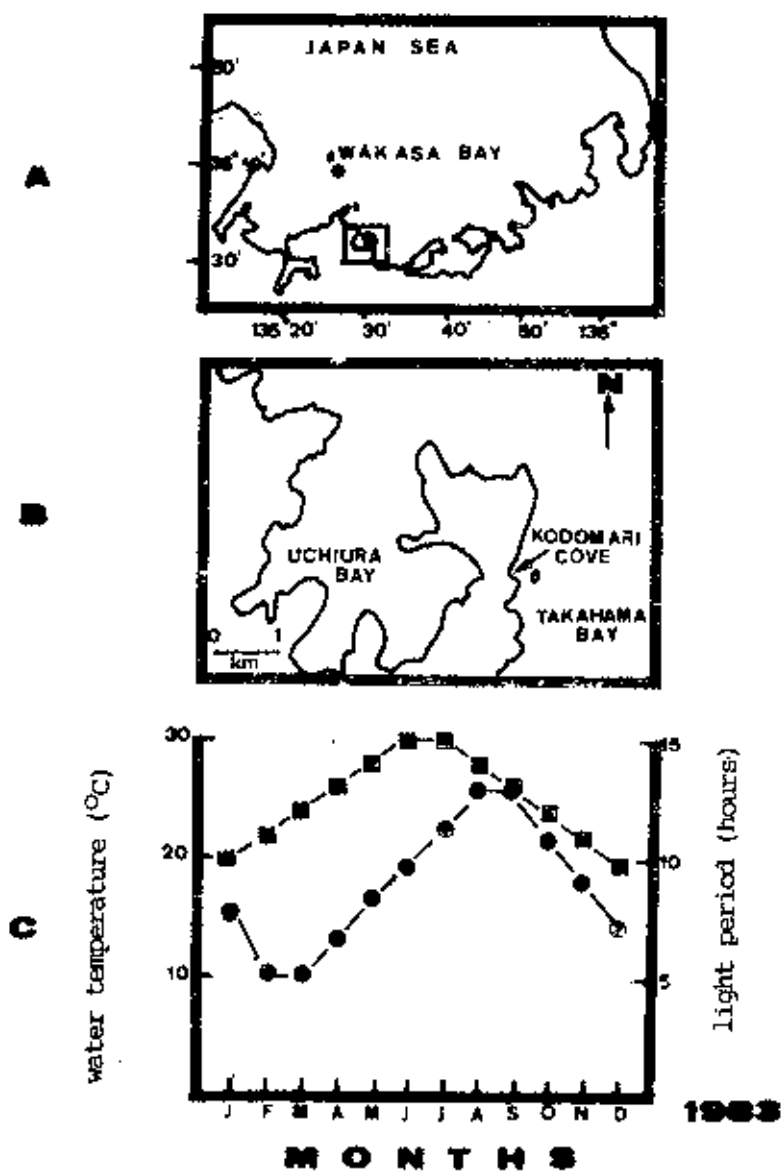 A
JAPAN SEA
WAKASA BAY
30'
135° 20' 30' 40' 50' 136°
B
N
UCHIURA
BAY
KODOMARI
COVE
TAKAHAMA
BAY
0 1
km
C
water temperature (°C)
30
20
10
15
10
5
light period (hours)
J F M A M J J A S O N D
1983
MONTHS